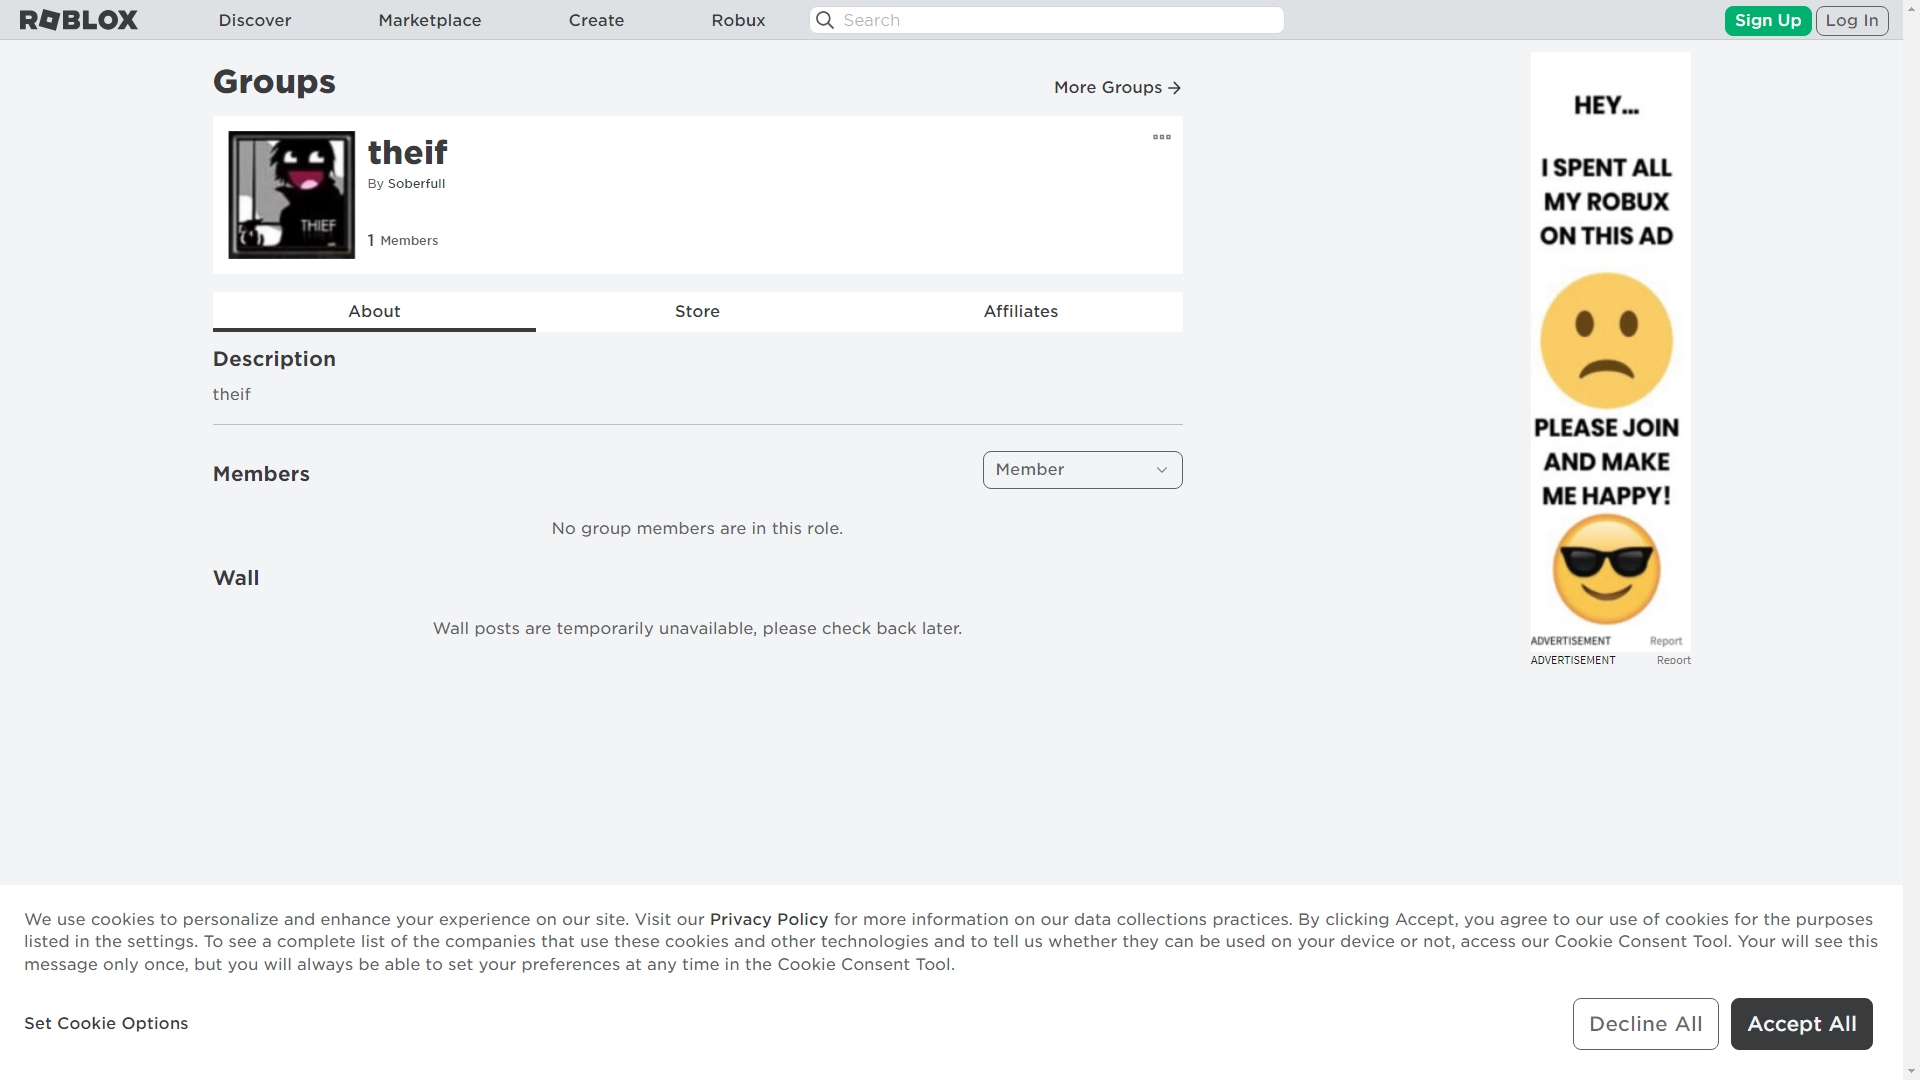 ROBLOX
Discover
Marketplace
Create
Robux
Search
Sign Up
Log In
Groups
More Groups
THIEF
theif
By Soberfull
1 Members
About
Store
Affiliates
Description
theif
Members
Member
No group members are in this role.
Wall
Wall posts are temporarily unavailable, please check back later.
HEY...
I SPENT ALL
MY ROBUX
ON THIS AD
PLEASE JOIN
AND MAKE
ME HAPPY!
ADVERTISEMENT Report
ADVERTISEMENT Report
We use cookies to personalize and enhance your experience on our site. Visit our Privacy Policy for more information on our data collections practices. By clicking Accept, you agree to our use of cookies for the purposes
listed in the settings. To see a complete list of the companies that use these cookies and other technologies and to tell us whether they can be used on your device or not, access our Cookie Consent Tool. Your will see this
message only once, but you will always be able to set your preferences at any time in the Cookie Consent Tool.
Set Cookie Options
Decline All
Accept All